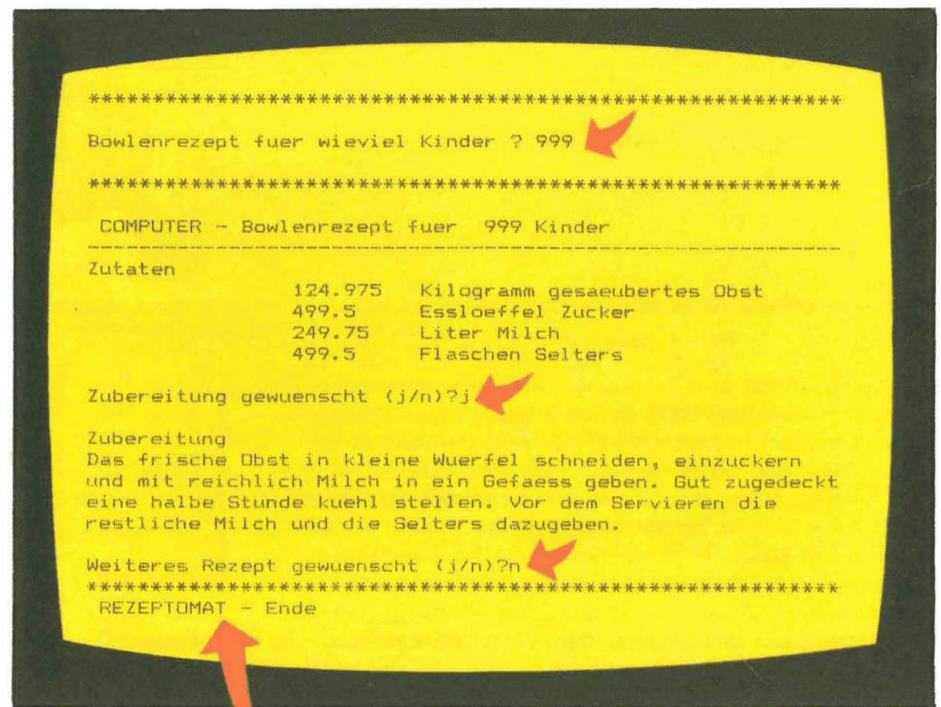 ***********************************************************
Bowlenrezept fuer wieviel Kinder ? 999
***********************************************************
COMPUTER - Bowlenrezept fuer  999 Kinder
-----------------------------------------------------------
Zutaten
124.975 Kilogramm gesaeubertes Obst
499.5 Essloeffel Zucker
249.75 Liter Milch
499.5 Flaschen Selters
Zubereitung gewuenscht (j/n)?j
Zubereitung
Das frische Obst in kleine Wuerfel schneiden, einzuckern
und mit reichlich Milch in ein Gefaess geben. Gut zugedeckt
eine halbe Stunde kuehl stellen. Vor dem Servieren die
restliche Milch und die Selters dazugeben.
Weiteres Rezept gewuenscht (j/n)?n
***********************************************************
REZEPTOMAT - Ende